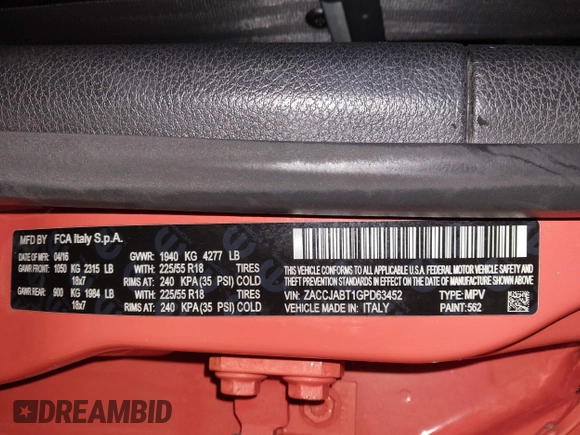 MFD BY FCA Italy S.p.A.
DATE OF MFR: 04/16 GVWR: 1940 KG 4277 LB
GAWR FRONT: 1050 KG 2315 LB WITH: 225/55 R18 TIRES
18x7 RIMS AT: 240 KPA (35 PSI) COLD
GAWR REAR: 900 KG 1984 LB WITH: 225/55 R18 TIRES
18x7 RIMS AT: 240 KPA (35 PSI) COLD
THIS VEHICLE CONFORMS TO ALL APPLICABLE U.S.A. FEDERAL MOTOR VEHICLE SAFETY, BUMPER, AND
THEFT PREVENTION STANDARDS IN EFFECT ON THE DATE OF MANUFACTURE SHOWN ABOVE.
VIN: ZACCJABT1GPD63452 TYPE: MPV
VEHICLE MADE IN: ITALY PAINT: 562
DREAMBID